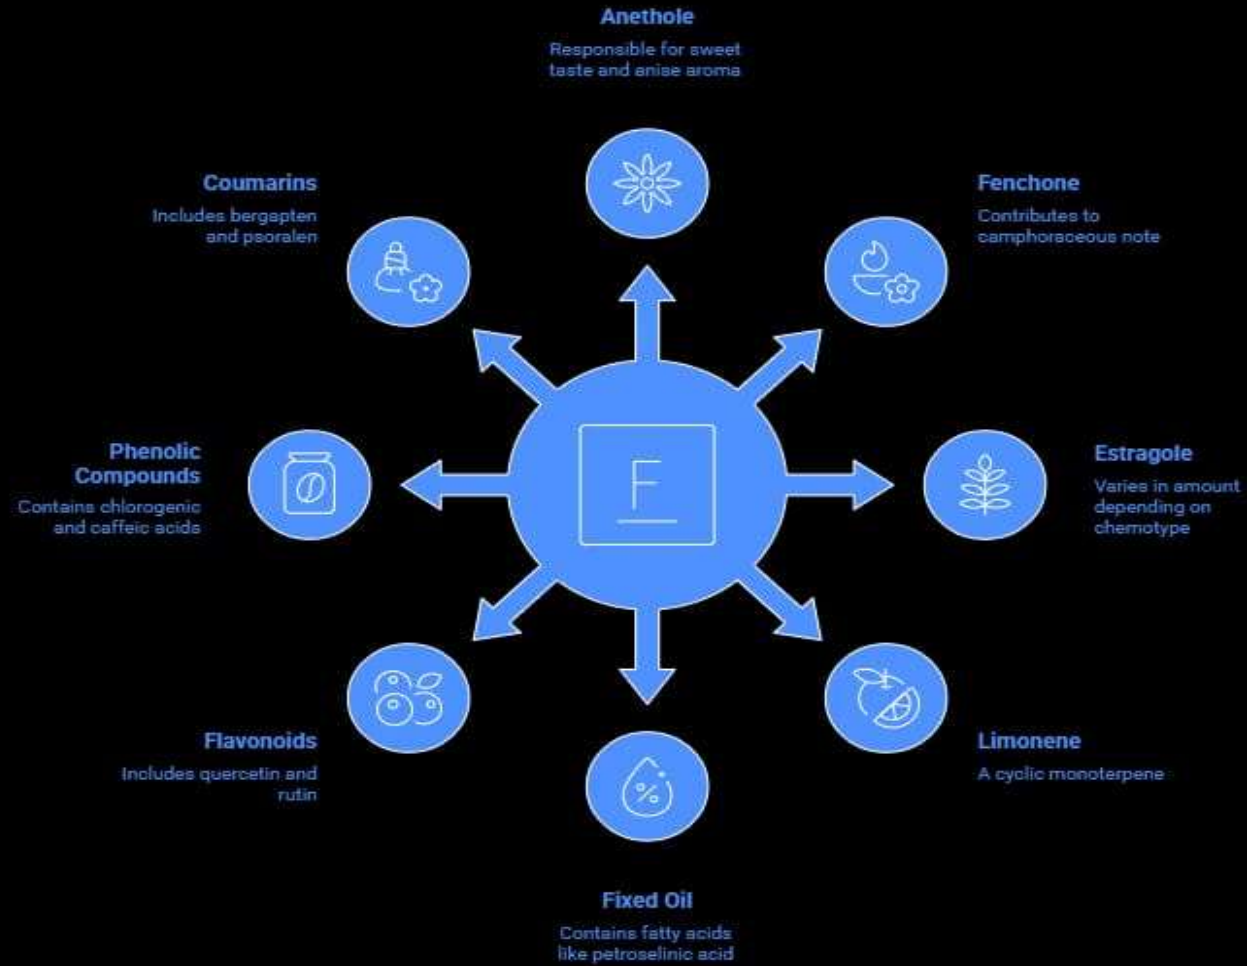 Anethole
Responsible for sweet
taste and anise aroma
Coumarins
Includes bergapten
and psoralen
Fenchone
Contributes to
camphoraceous note
Phenolic
Compounds
Contains chlorogenic
and caffeic acids
F
Estragole
Varies in amount
depending on
chemotype
Flavonoids
Includes quercetin and
rutin
Limonene
A cyclic monoterpene
%
Fixed Oil
Contains fatty acids
like petroselinic acid